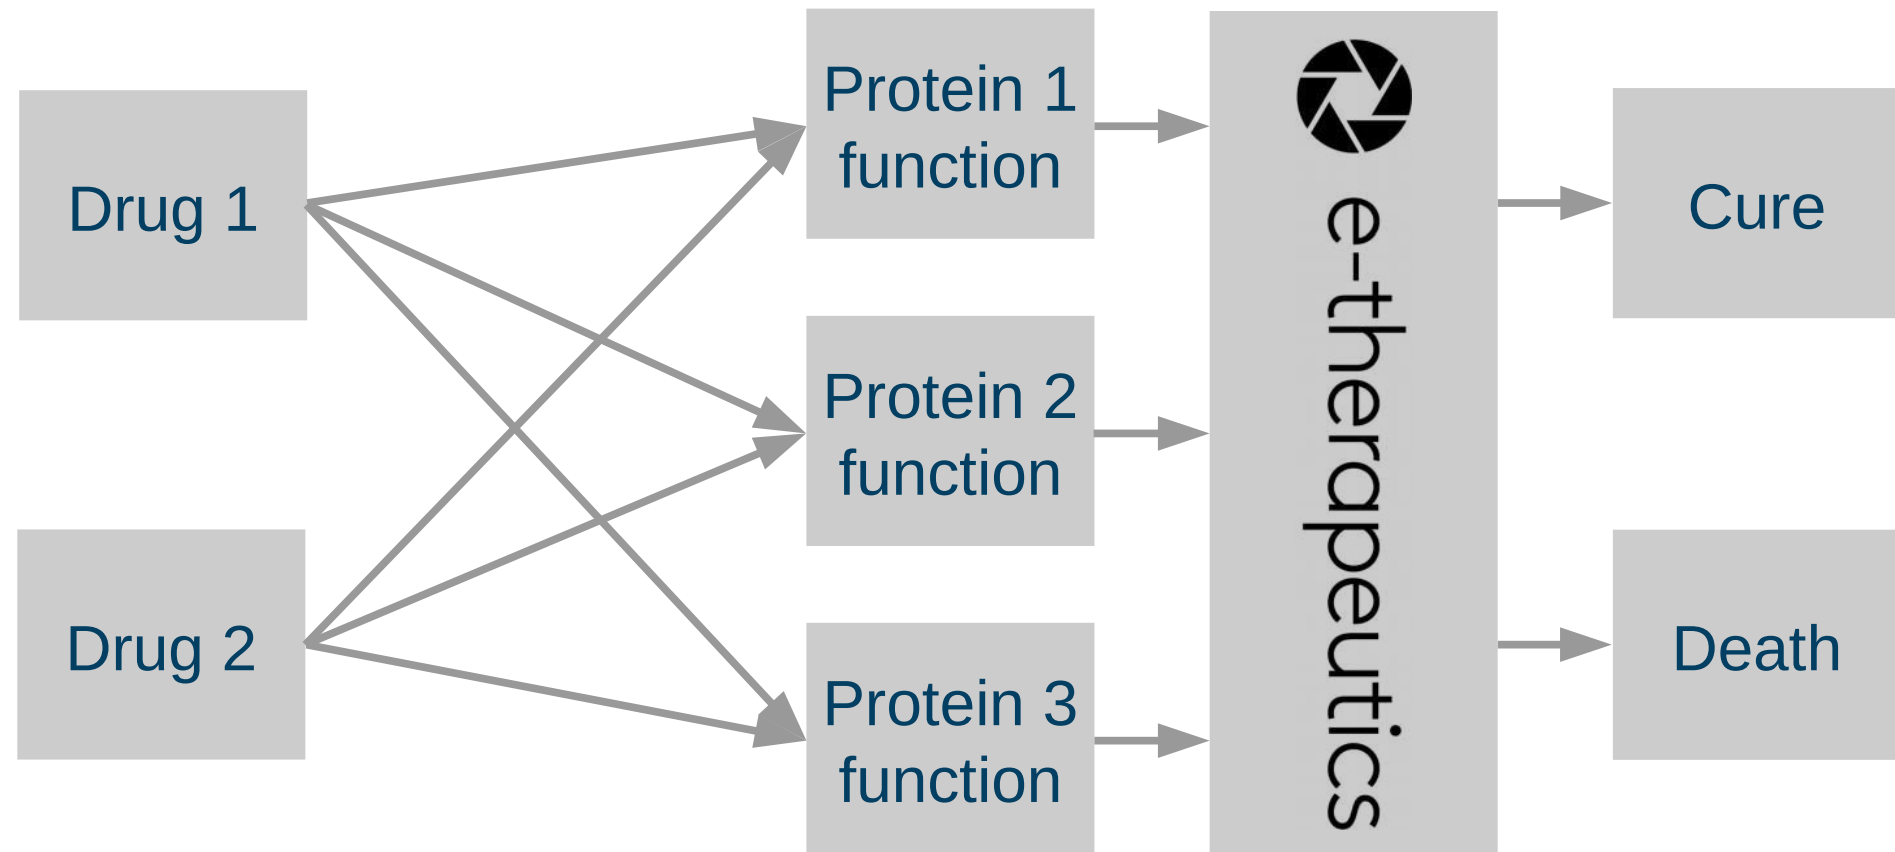 Drug 1
Drug 2
Protein 1
function
Protein 2
function
Protein 3
function
e-therapeutics
Cure
Death